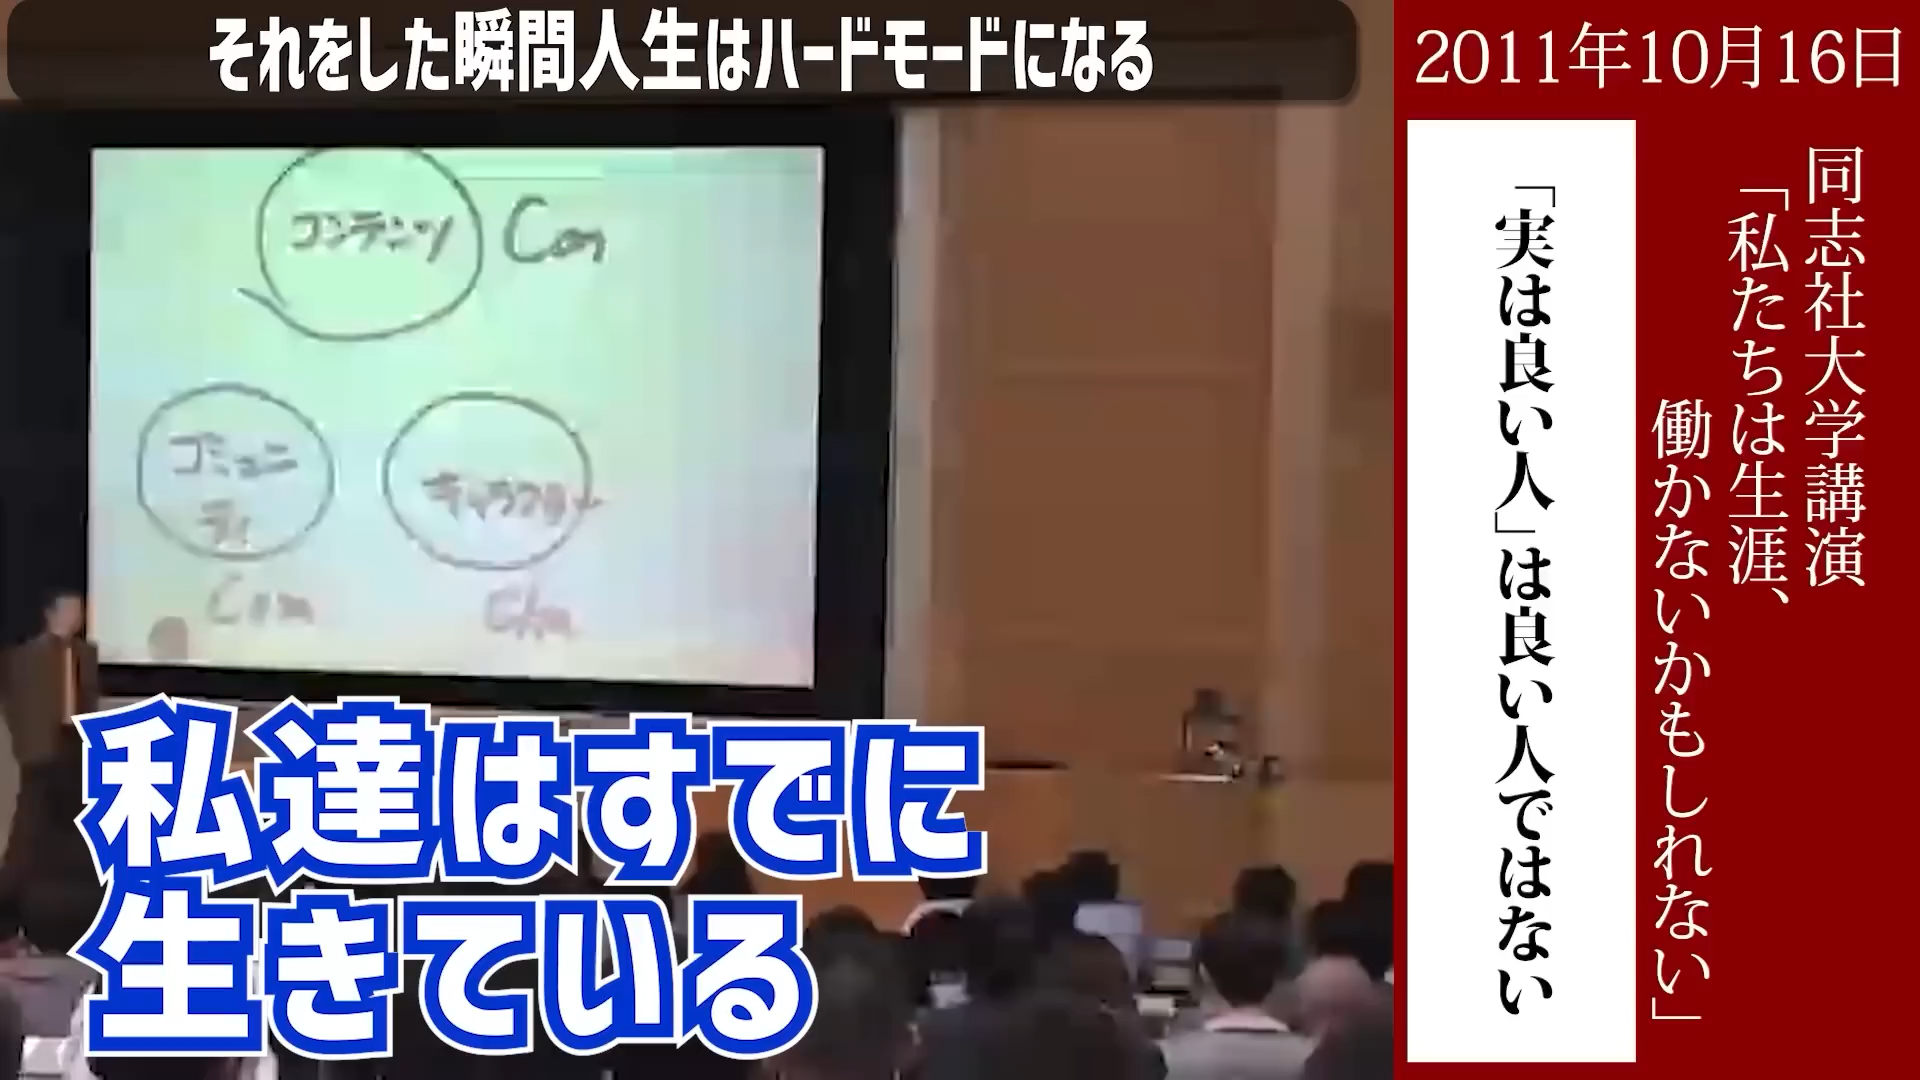 それをした瞬間人生はハードモードになる
2011年10月16日
同志社大学講演
「私たちは生涯、
働かないかもしれない」
「実は良い人」は良い人ではない
コンテンツ
Con
コミュニ
ティ
キャラクター
Com
Cha
私達はすでに
生きている